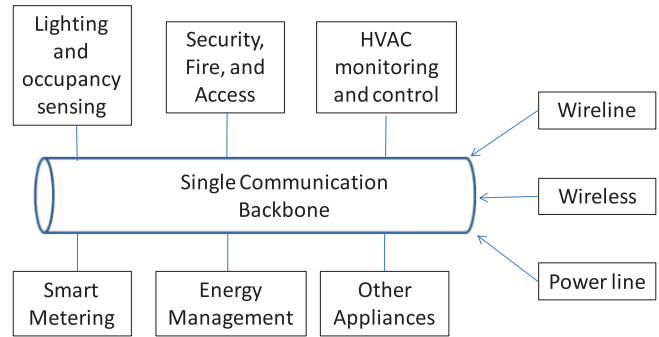 Lighting
and
occupancy
sensing
Security,
Fire, and
Access
HVAC
monitoring
and control
Wireline
Single Communication
Backbone
Wireless
Smart
Metering
Energy
Management
Other
Appliances
Power line